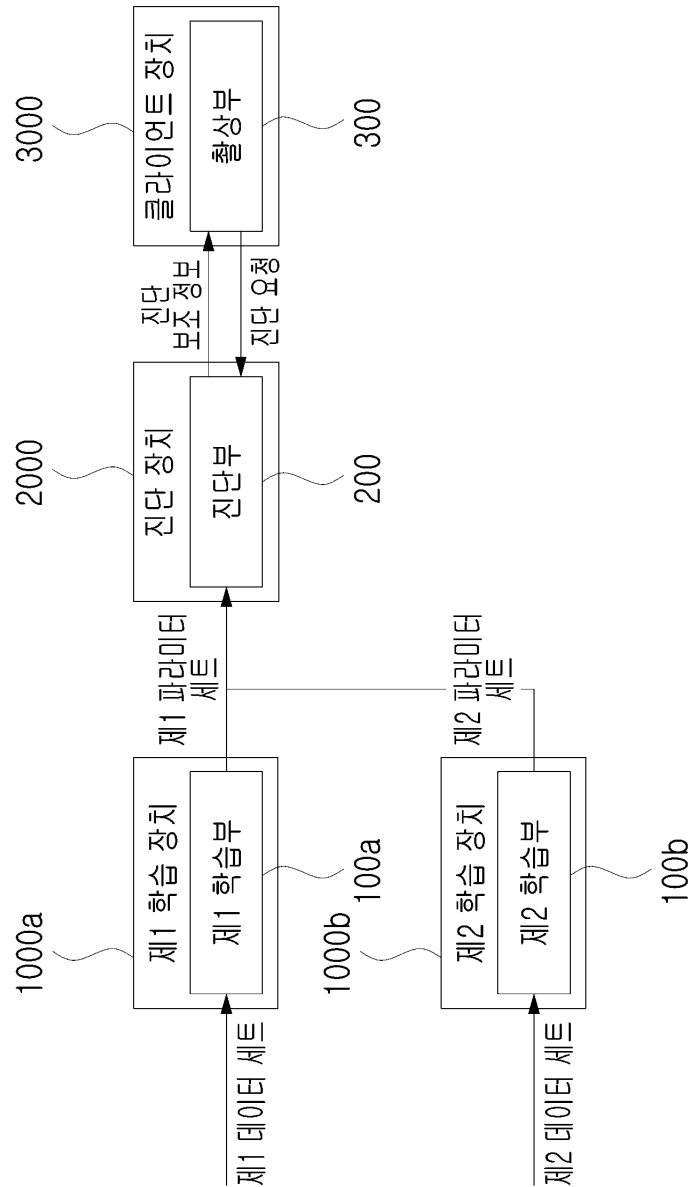 1000a
제1 학습 장치
제1 학습부
100a
제1 데이터 세트
제1 파라미터
세트
2000
진단 장치
진단부
200
진단
보조 정보
진단 요청
3000
클라이언트 장치
촬상부
300
1000b
제2 학습 장치
제2 학습부
100b
제2 데이터 세트
제2 파라미터
세트